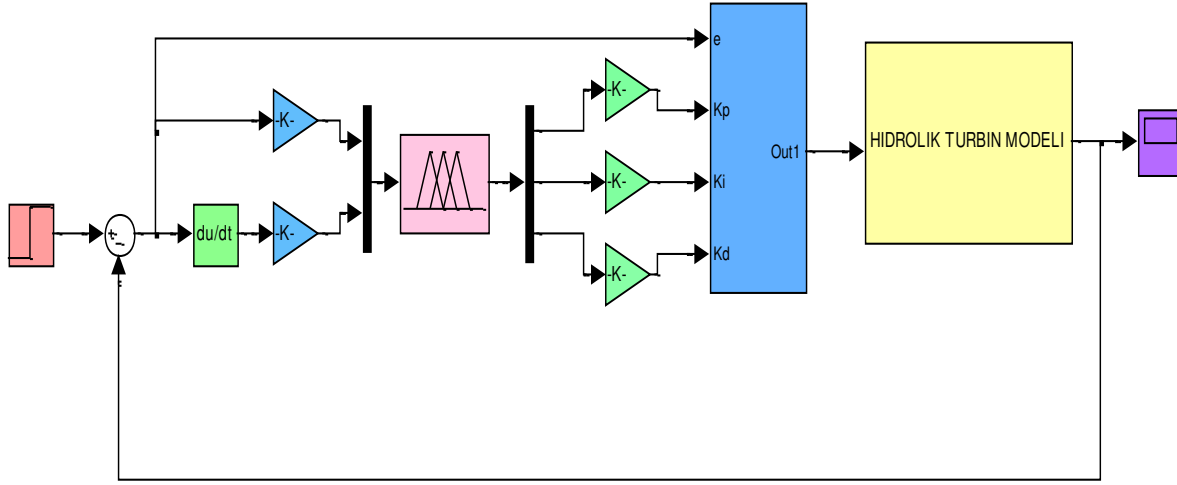 e
-K-
Kp
-K-
HIDROLIK TURBIN MODELI
Out1
-K-
Ki
+
-
du/dt
-K-
Kd
-K-